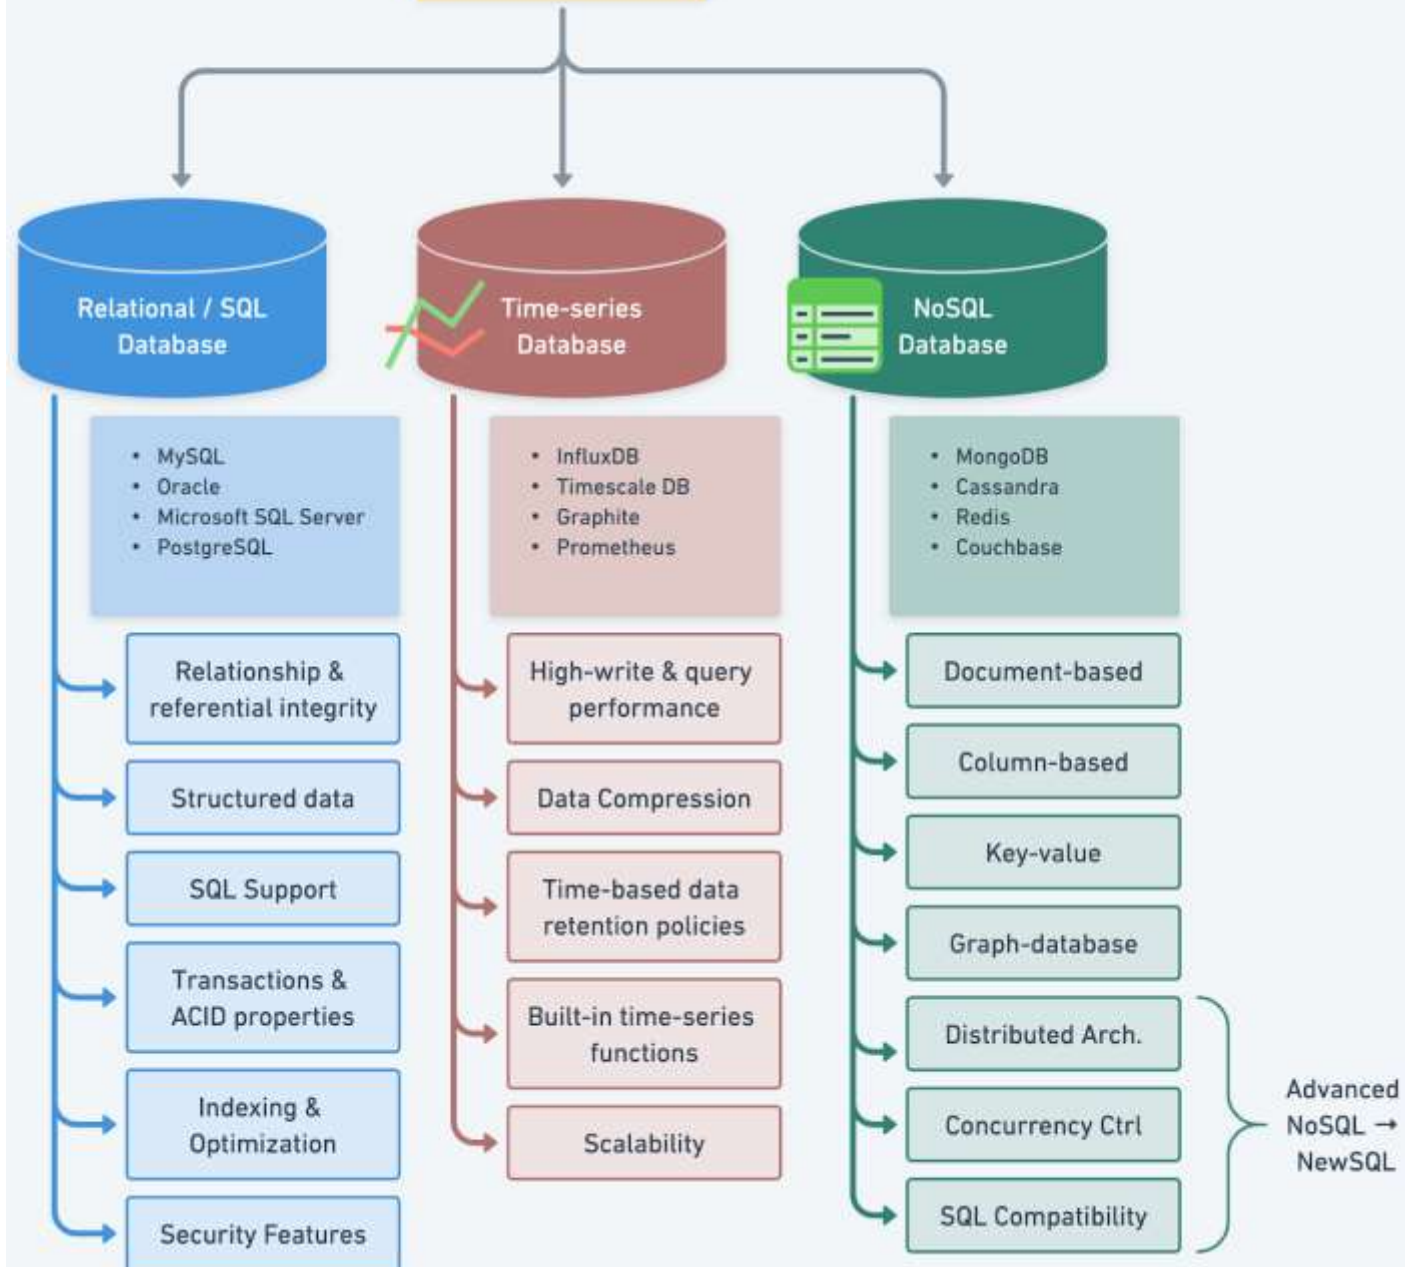 Relational / SQL
Database
• MySQL
• Oracle
• Microsoft SQL Server
• PostgreSQL
Relationship &
referential integrity
Structured data
SQL Support
Transactions &
ACID properties
Indexing &
Optimization
Security Features
Time-series
Database
• InfluxDB
• Timescale DB
• Graphite
• Prometheus
High-write & query
performance
Data Compression
Time-based data
retention policies
Built-in time-series
functions
Scalability
NoSQL
Database
• MongoDB
• Cassandra
• Redis
• Couchbase
Document-based
Column-based
Key-value
Graph-database
Distributed Arch.
Concurrency Ctrl
SQL Compatibility
Advanced
NoSQL →
NewSQL